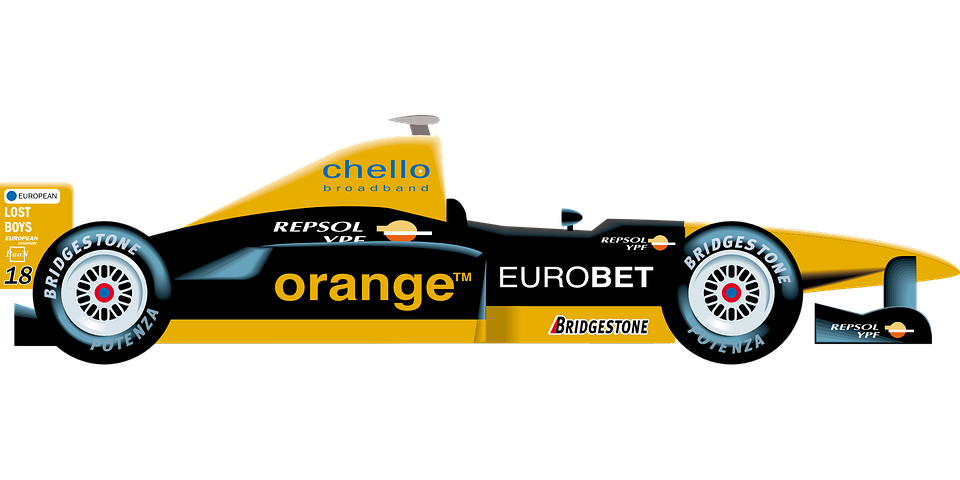 chello
broadband
EUROPEAN
LOST
BOYS
EUROPEAN
AVIATION
18
BRIDGESTONE
POTENZA
REPSOL
YPF
orange™
EUROBET
BRIDGESTONE
REPSOL
YPF
BRIDGESTONE
POTENZA
REPSOL
YPF